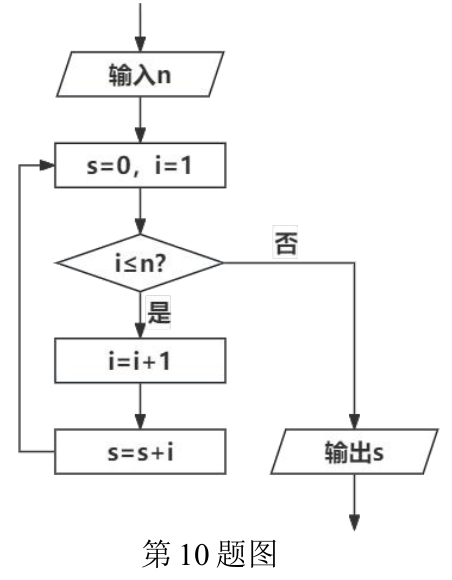 输入n
s=0，i=1
i≤n?
否
是
i=i+1
s=s+i
输出s
第10题图